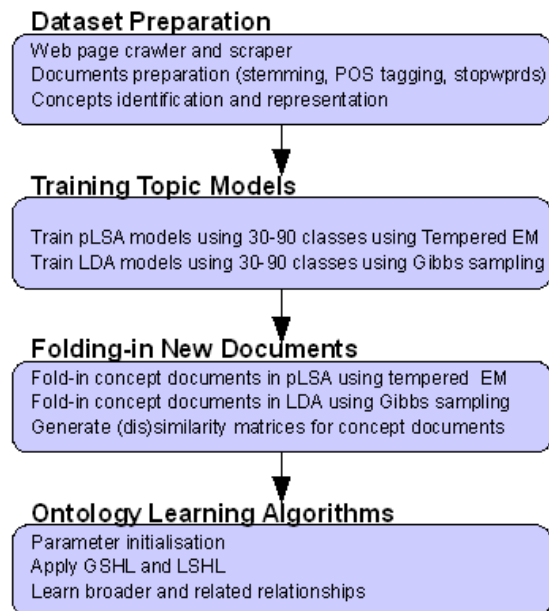 Dataset Preparation
Web page crawler and scraper
Documents preparation (stemming, POS tagging, stopwprds)
Concepts identification and representation
Training Topic Models
Train pLSA models using 30-90 classes using Tempered EM
Train LDA models using 30-90 classes using Gibbs sampling
Folding-in New Documents
Fold-in concept documents in pLSA using tempered EM
Fold-in concept documents in LDA using Gibbs sampling
Generate (dis)similarity matrices for concept documents
Ontology Learning Algorithms
Parameter initialisation
Apply GSHL and LSHL
Learn broader and related relationships